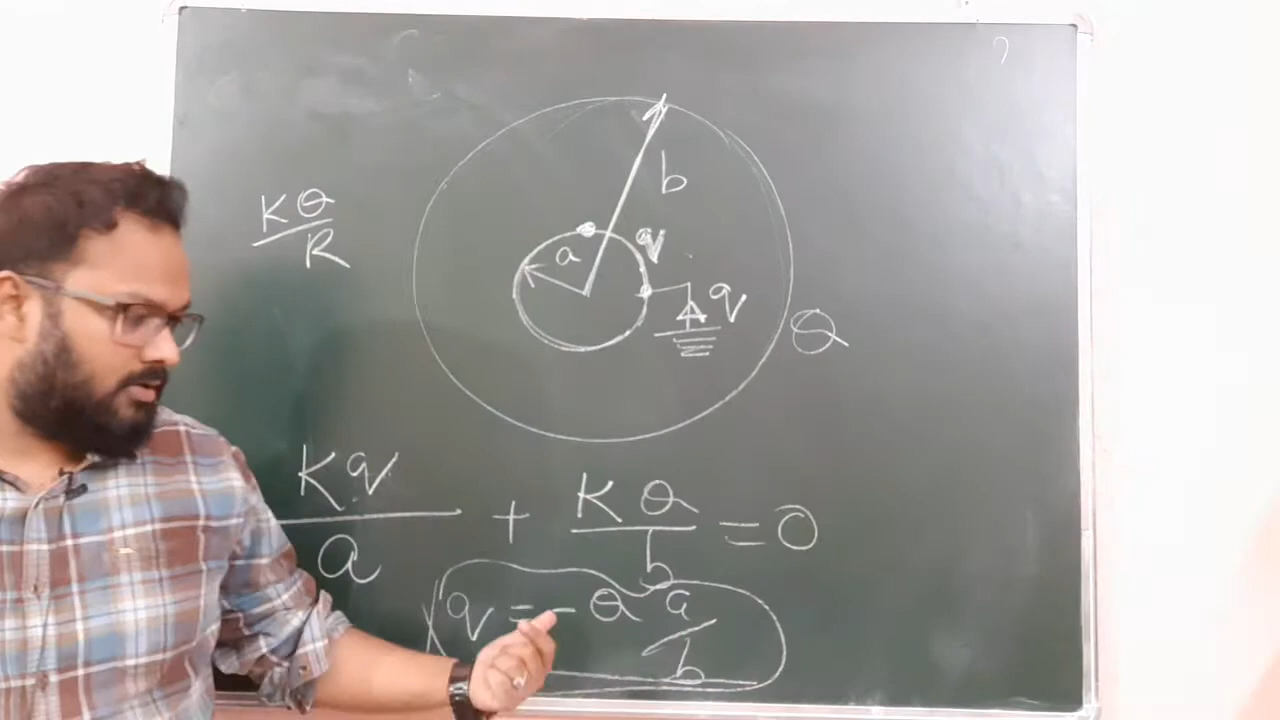 b
KQ/R
a
q
q
Q
Kq/a + KQ/b = 0
q = - Q a/b